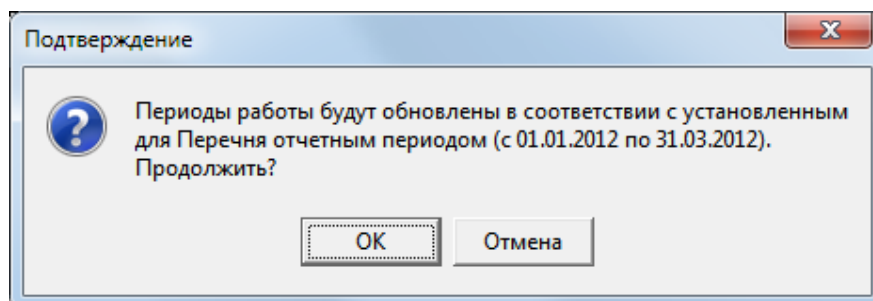 Подтверждение
Периоды работы будут обновлены в соответствии с установленным
для Перечня отчетным периодом (с 01.01.2012 по 31.03.2012).
Продолжить?
OK
Отмена